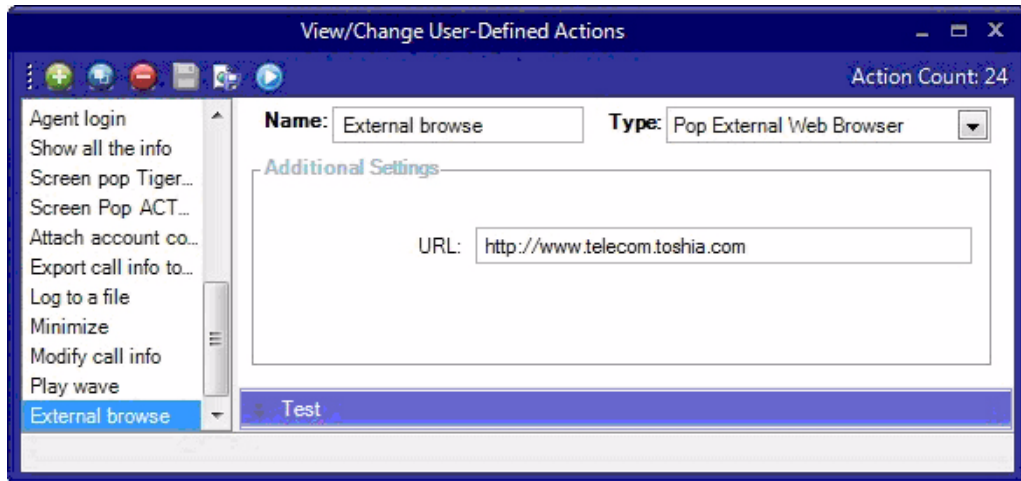 View/Change User-Defined Actions
Action Count: 24
Agent login
Show all the info
Screen pop Tiger...
Screen Pop ACT...
Attach account co...
Export call info to...
Log to a file
Minimize
Modify call info
Play wave
External browse
Name: External browse Type: Pop External Web Browser
Additional Settings
URL: http://www.telecom.toshia.com
Test